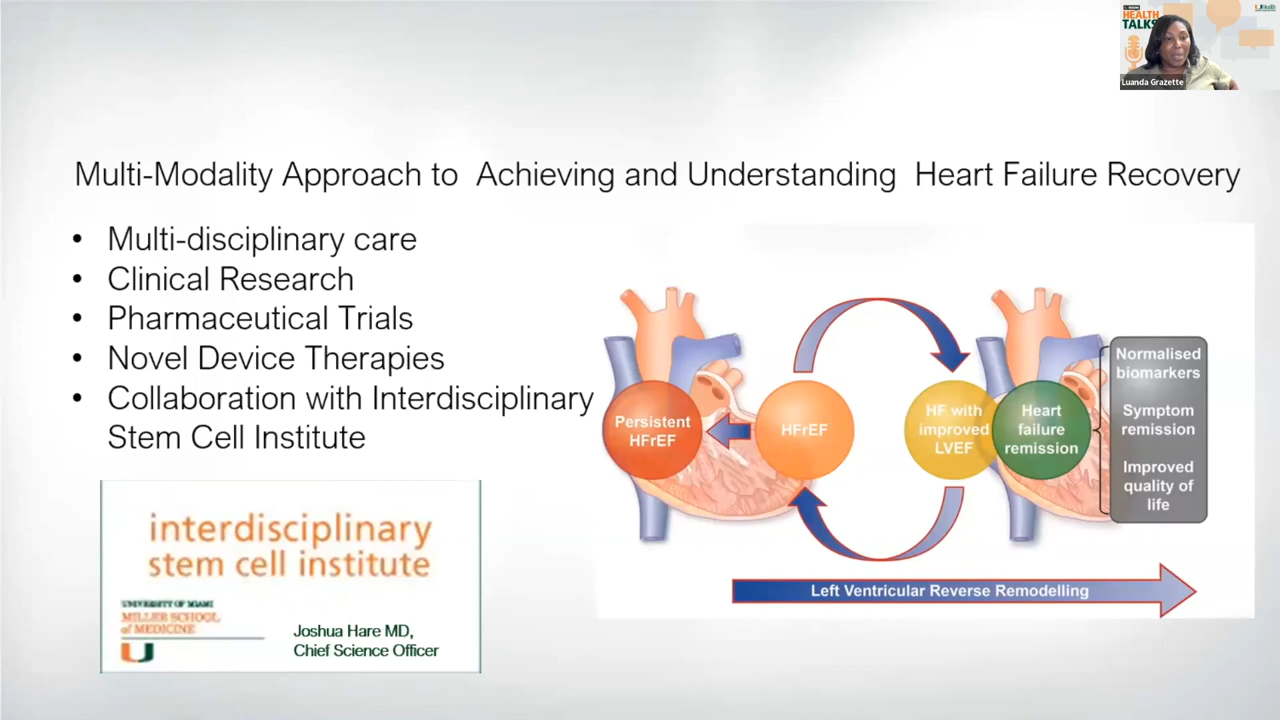 HEALTH
TALKS
UHealth
Luanda Grazette
Multi-Modality Approach to Achieving and Understanding Heart Failure Recovery
• Multi-disciplinary care
• Clinical Research
• Pharmaceutical Trials
• Novel Device Therapies
• Collaboration with Interdisciplinary
Stem Cell Institute
interdisciplinary
stem cell institute
UNIVERSITY OF MIAMI
MILLER SCHOOL
of MEDICINE
Joshua Hare MD,
Chief Science Officer
Persistent
HFrEF
HFrEF
HF with
improved
LVEF
Heart
failure
remission
Normalised
biomarkers
Symptom
remission
Improved
quality of
life
Left Ventricular Reverse Remodelling